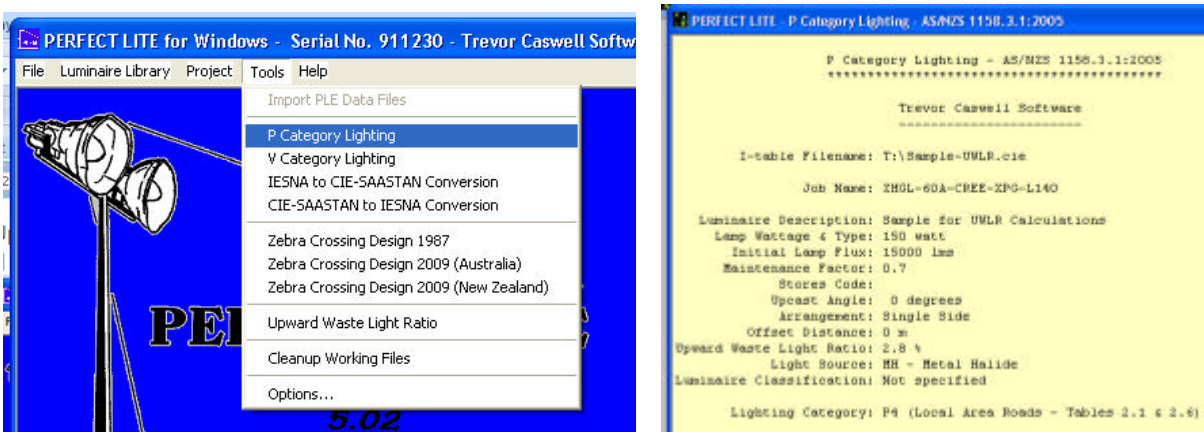 PERFECT LITE for Windows - Serial No. 911230 - Trevor Caswell Softw
File Luminaire Library Project Tools Help
Import PLE Data Files
P Category Lighting
V Category Lighting
IESNA to CIE-SAASTAN Conversion
CIE-SAASTAN to IESNA Conversion
Zebra Crossing Design 1987
Zebra Crossing Design 2009 (Australia)
Zebra Crossing Design 2009 (New Zealand)
Upward Waste Light Ratio
Cleanup Working Files
Options...
PE
5.02
PERFECT LITE - P Category Lighting - AS/NZS 1158.3.1:2005
P Category Lighting - AS/NZS 1158.3.1:2005
******************************************
Trevor Caswell Software
-----------------------
I-table Filename: T:\Sample-UWLR.cie
Job Name: ZHGL-60A-CREE-XPG-L140
Luminaire Description: Sample for UWLR Calculations
Lamp Wattage & Type: 150 watt
Initial Lamp Flux: 15000 lms
Maintenance Factor: 0.7
Stores Code:
Upcast Angle: 0 degrees
Arrangement: Single Side
Offset Distance: 0 m
Upward Waste Light Ratio: 2.8 %
Light Source: MH - Metal Halide
Luminaire Classification: Not specified
Lighting Category: P4 (Local Area Roads - Tables 2.1 & 2.6)